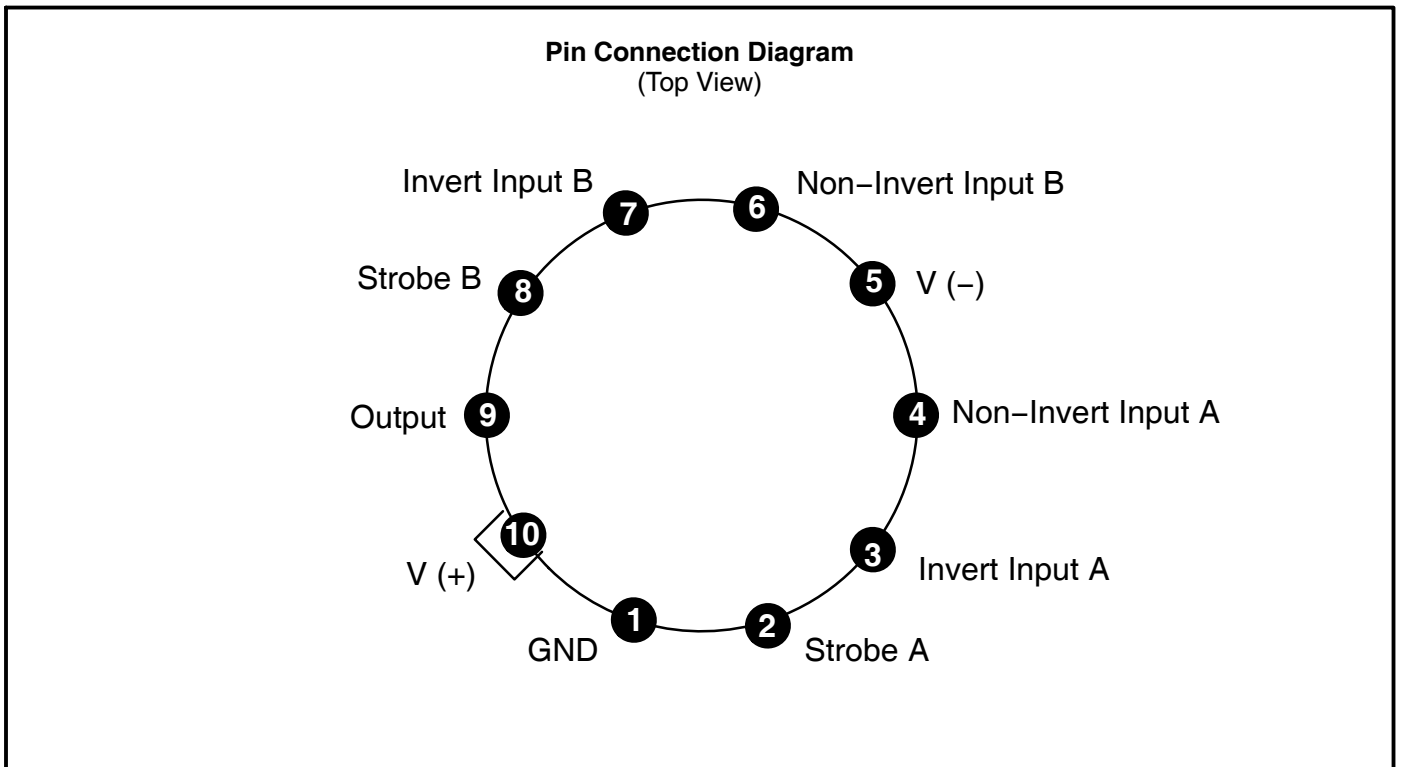 Pin Connection Diagram
(Top View)
Invert Input B
7
6
Non−Invert Input B
Strobe B
8
5
V (−)
Output
9
4
Non−Invert Input A
10
V (+)
3
Invert Input A
GND
1
2
Strobe A